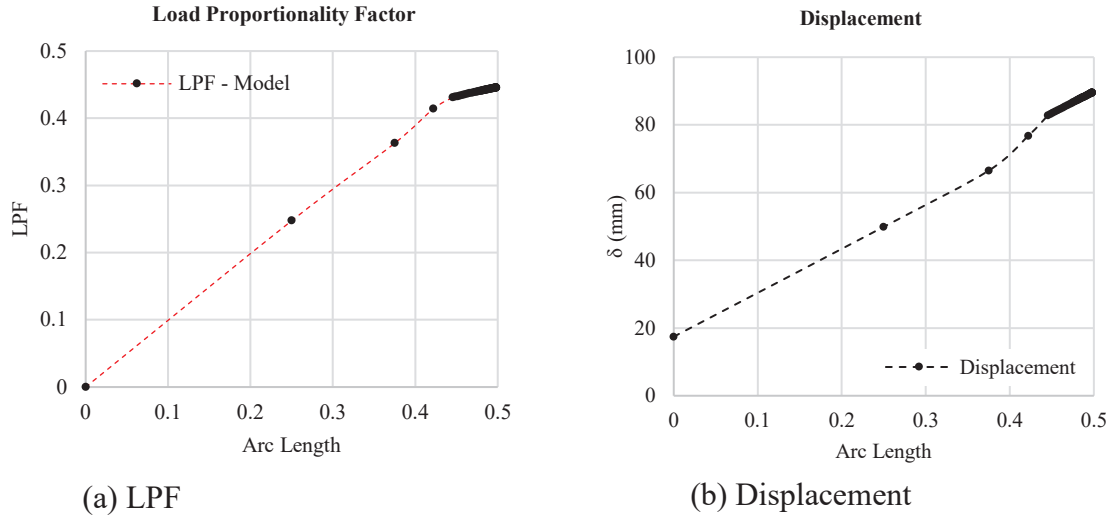 Load Proportionality Factor
0.5
0.4
0.3
0.2
0.1
0
LPF
LPF - Model
0 0.1 0.2 0.3 0.4 0.5
Arc Length
(a) LPF
Displacement
100
80
60
40
20
0
δ (mm)
Displacement
0 0.1 0.2 0.3 0.4 0.5
Arc Length
(b) Displacement